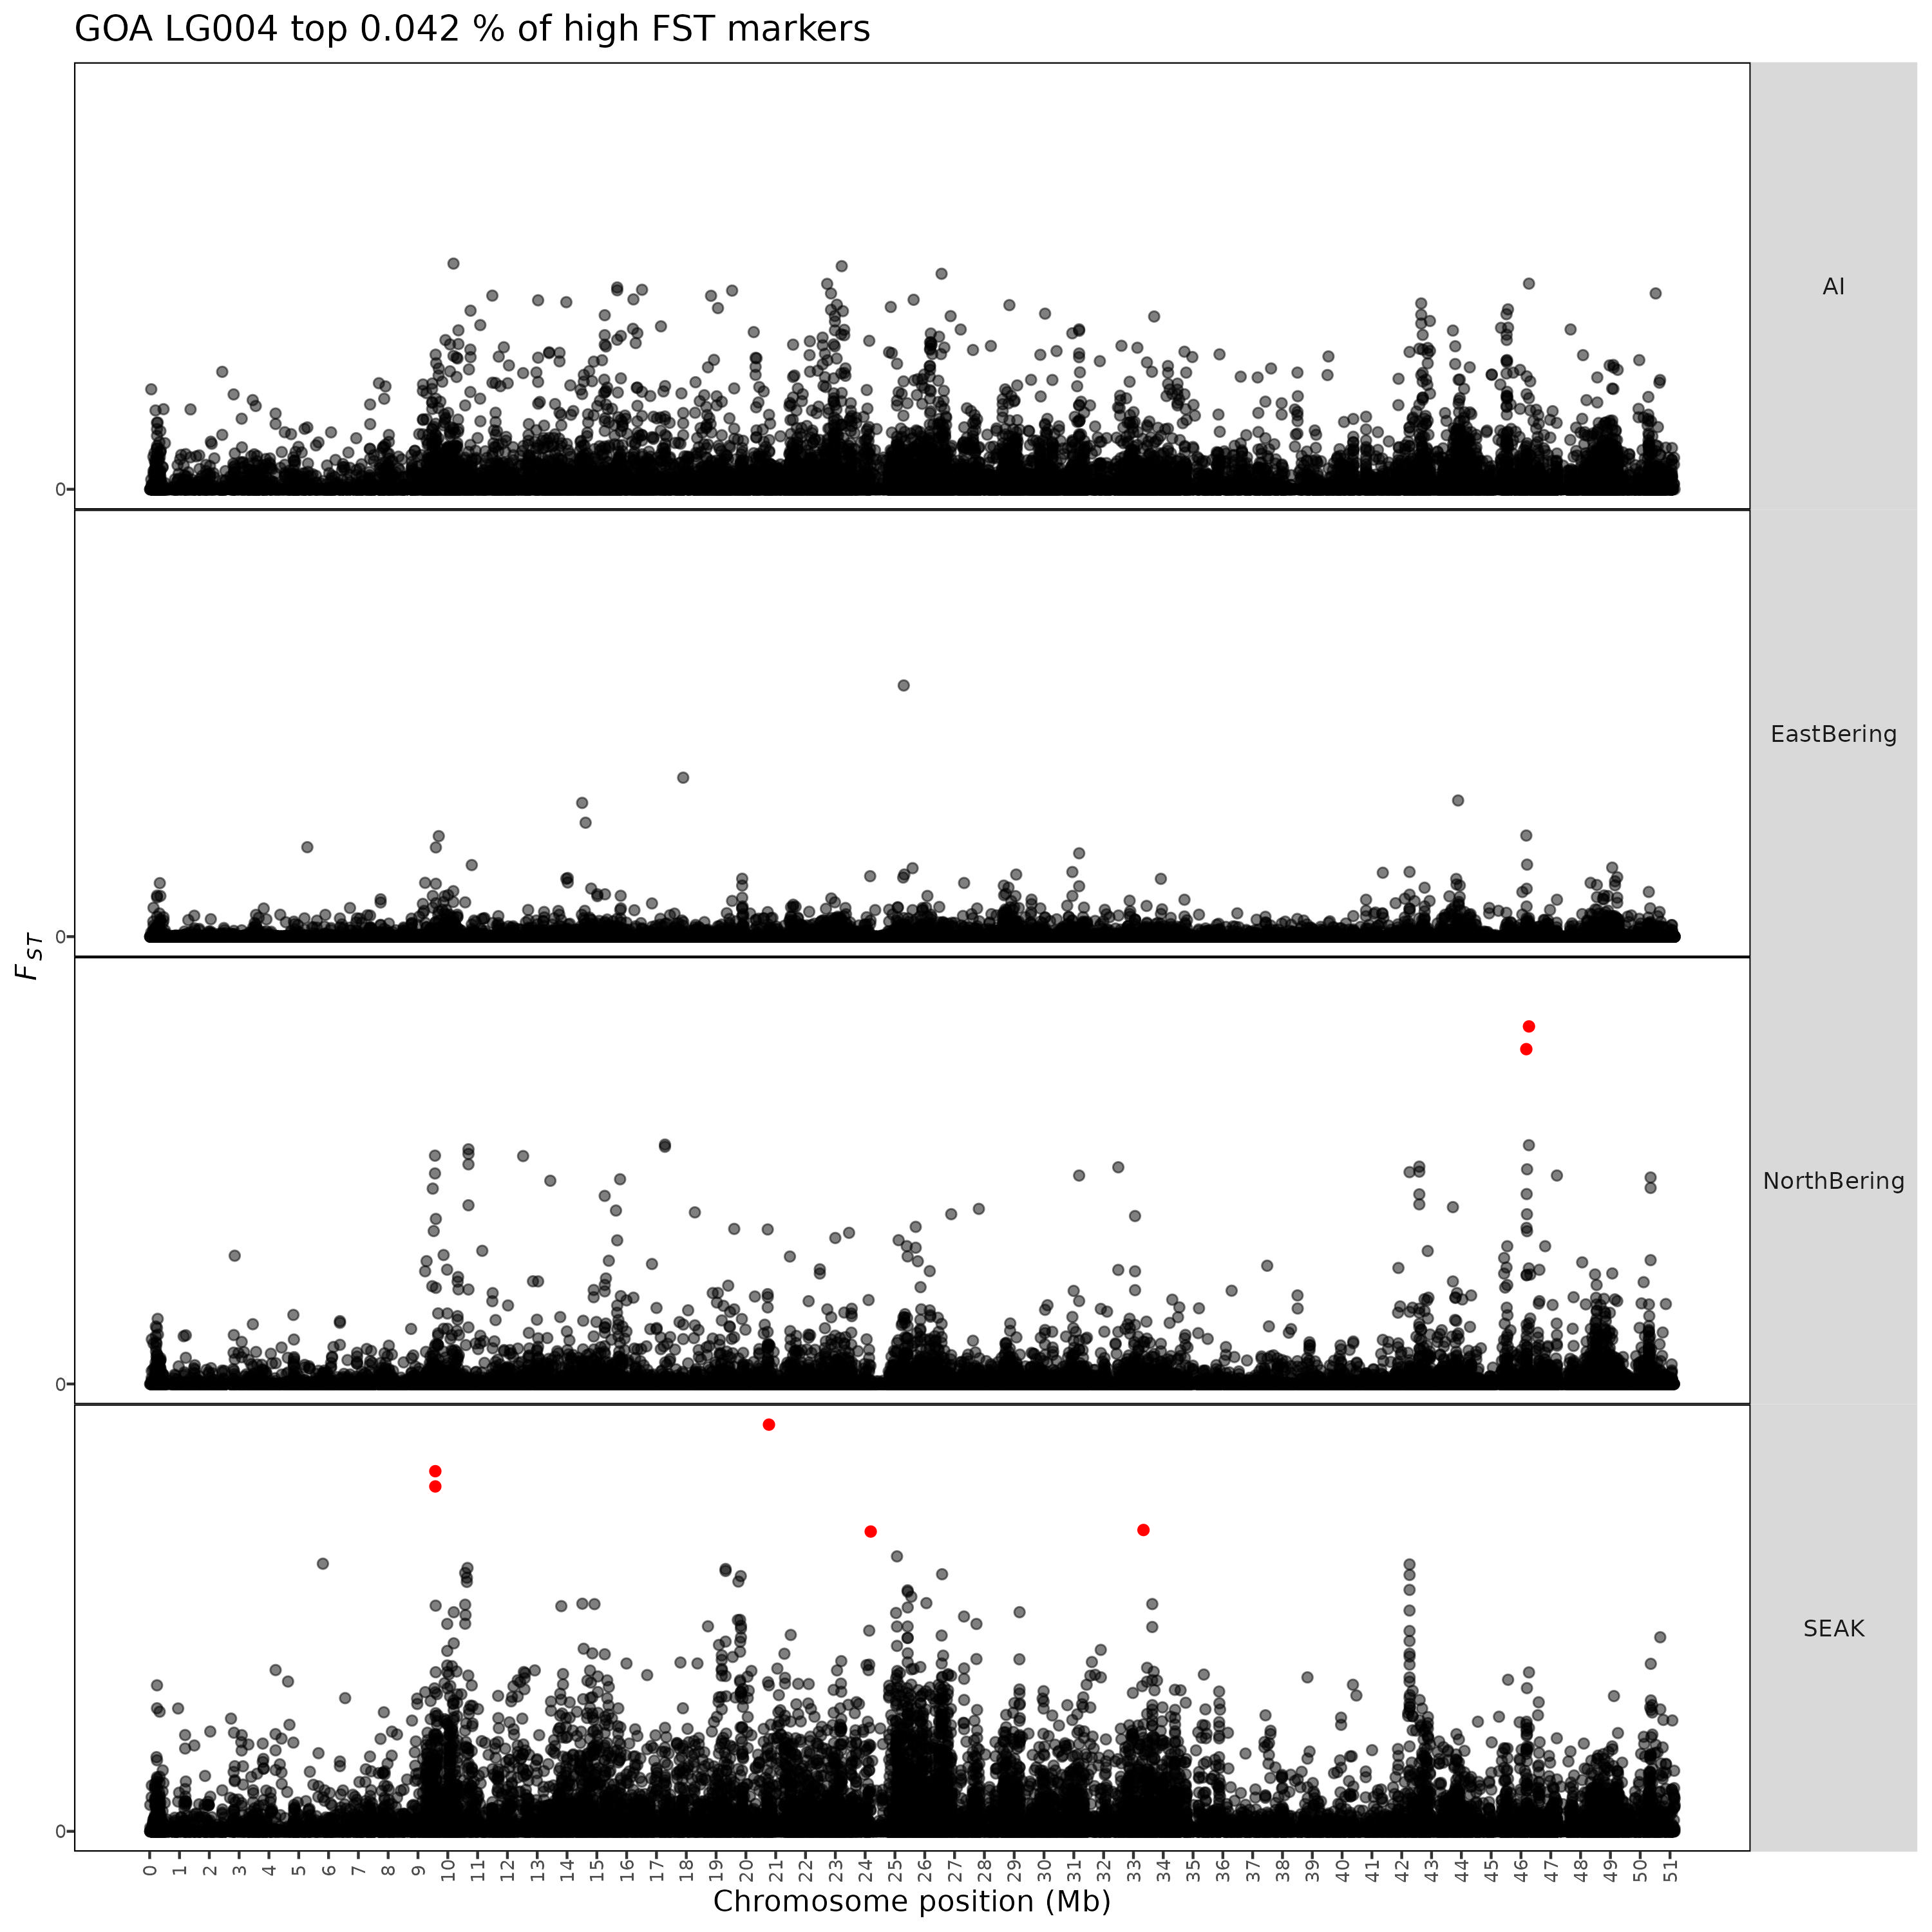 GOA LG004 top 0.042 % of high FST markers
AI
0
EastBering
0
FST
NorthBering
0
SEAK
0
0 1 2 3 4 5 6 7 8 9 10 11 12 13 14 15 16 17 18 19 20 21 22 23 24 25 26 27 28 29 30 31 32 33 34 35 36 37 38 39 40 41 42 43 44 45 46 47 48 49 50 51
Chromosome position (Mb)